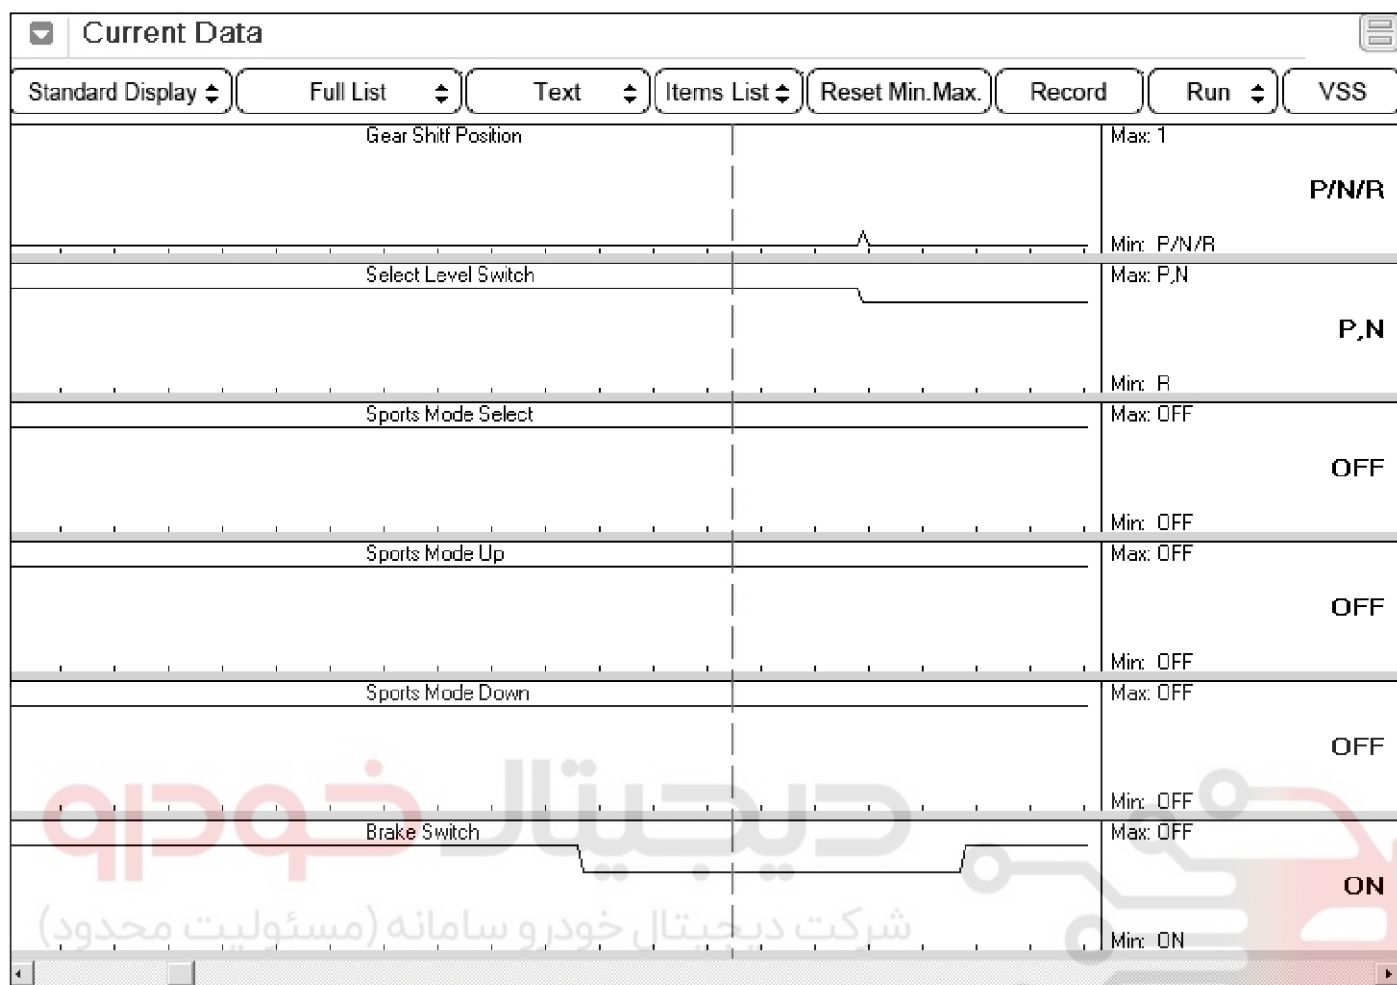 Current Data
Standard Display Full List Text Items List Reset Min.Max. Record Run VSS
Gear Shitf Position Max: 1
P/N/R
Min: P/N/R
Select Level Switch Max: P,N
P,N
Min: R
Sports Mode Select Max: OFF
OFF
Min: OFF
Sports Mode Up Max: OFF
OFF
Min: OFF
Sports Mode Down Max: OFF
OFF
Min: OFF
دیجیتال خودرو
Brake Switch Max: OFF
ON
شرکت دیجیتال خودرو سامانه (مسئولیت محدود)
Min: ON